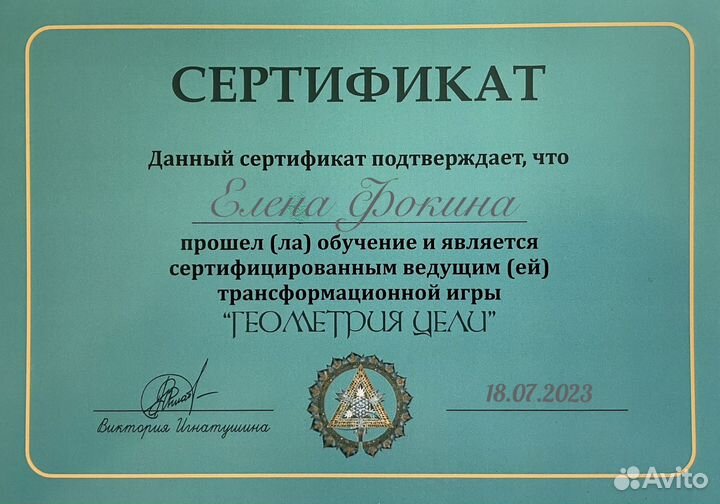 СЕРТИФИКАТ
Данный сертификат подтверждает, что
Елена Фокина
прошел (ла) обучение и является
сертифицированным ведущим (ей)
трансформационной игры
“ГЕОМЕТРИЯ ЦЕЛИ”
18.07.2023
Виктория Игнатушина
Avito